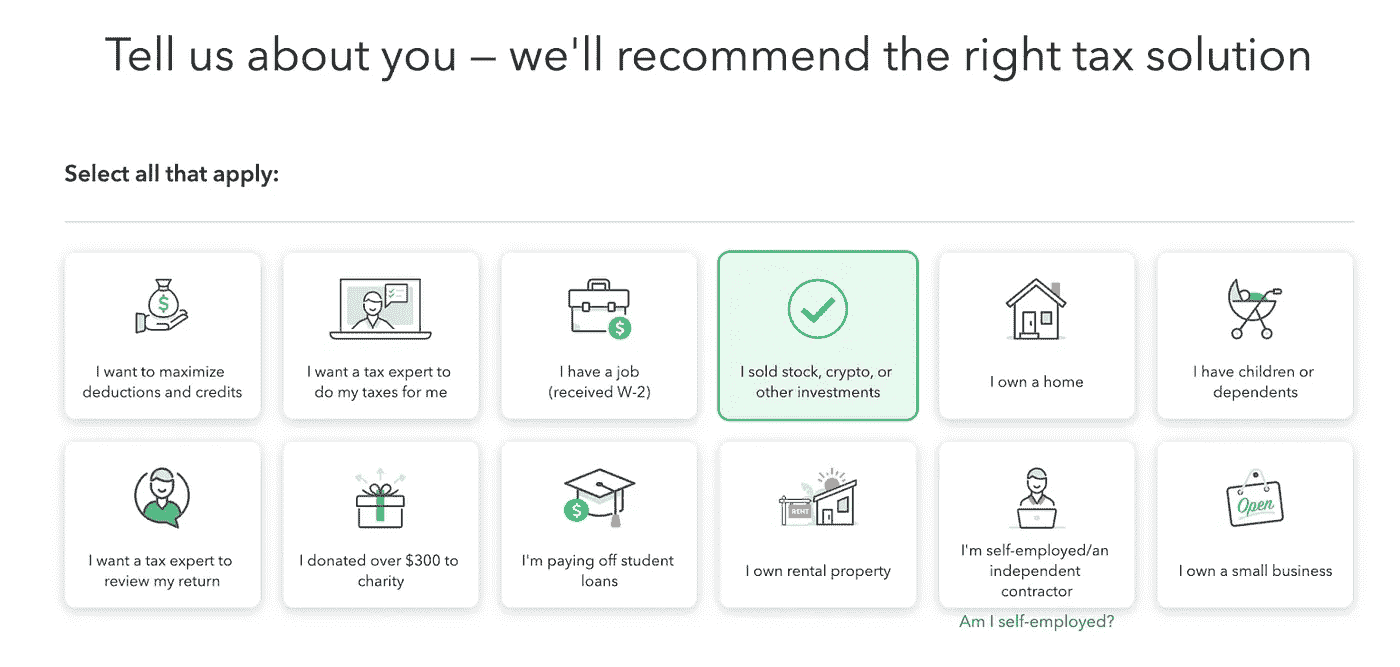 Tell us about you – we'll recommend the right tax solution
Select all that apply:
$
I want to maximize
deductions and credits
I want a tax expert to
do my taxes for me
$
I have a job
(received W-2)
I sold stock, crypto, or
other investments
I own a home
I have children or
dependents
I want a tax expert to
review my return
I donated over $300 to
charity
$
I'm paying off student
loans
RENT
I own rental property
I'm self-employed/an
independent
contractor
Am I self-employed?
Open
I own a small business